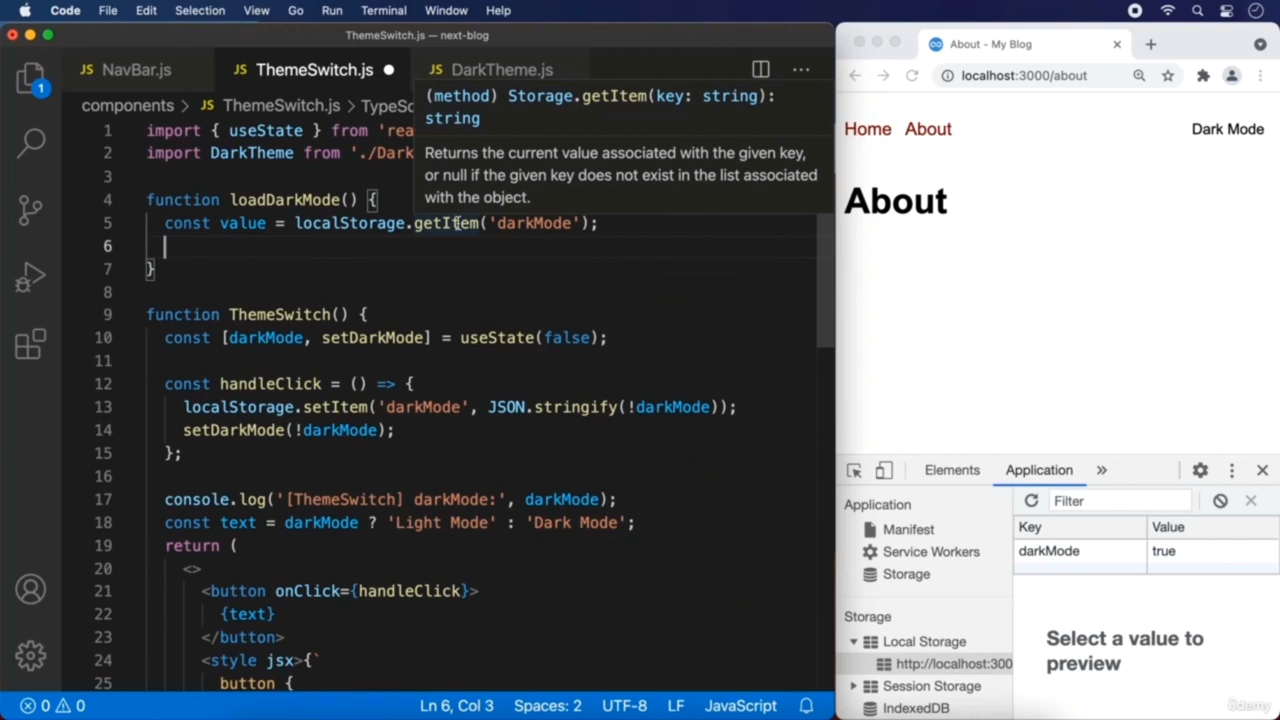 Code File Edit Selection View Go Run Terminal Window Help
ThemeSwitch.js — next-blog
JS NavBar.js JS ThemeSwitch.js JS DarkTheme.js
components JS ThemeSwitch.js TypeSc
1 import { useState } from 'rea
2 import DarkTheme from './Dark
3
4 function loadDarkMode() {
5 const value = localStorage.getItem('darkMode');
6
7 }
8
9 function ThemeSwitch() {
10 const [darkMode, setDarkMode] = useState(false);
11
12 const handleClick = () => {
13 localStorage.setItem('darkMode', JSON.stringify(!darkMode));
14 setDarkMode(!darkMode);
15 };
16
17 console.log('[ThemeSwitch] darkMode:', darkMode);
18 const text = darkMode ? 'Light Mode' : 'Dark Mode';
19 return (
20 <>
21 <button onClick={handleClick}>
22 {text}
23 </button>
24 <style jsx>{`
25 button {
(method) Storage.getItem(key: string):
string
Returns the current value associated with the given key,
or null if the given key does not exist in the list associated
with the object.
1
0 0 Ln 6, Col 3 Spaces: 2 UTF-8 LF JavaScript
About - My Blog
localhost:3000/about
Home About Dark Mode
About
Elements Application »
Application
Manifest
Service Workers
Storage
Storage
Local Storage
http://localhost:300
Session Storage
IndexedDB
Filter
Key Value
darkMode true
Select a value to
preview
ûdemy